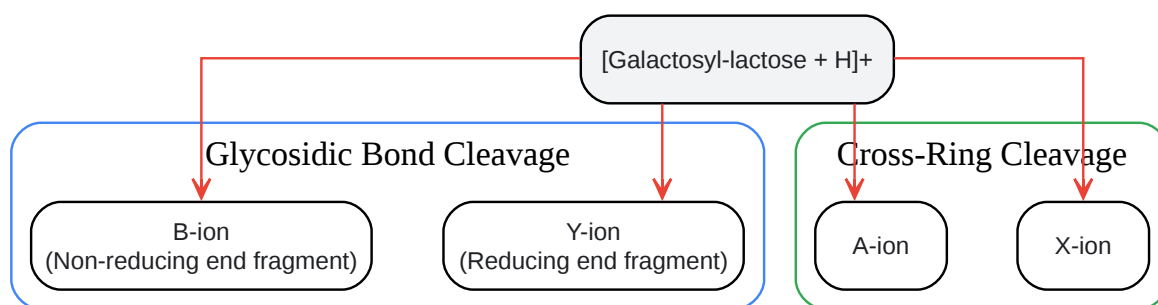 [Galactosyl-lactose + H]+
Glycosidic Bond Cleavage
Cross-Ring Cleavage
B-ion
(Non-reducing end fragment)
Y-ion
(Reducing end fragment)
A-ion
X-ion